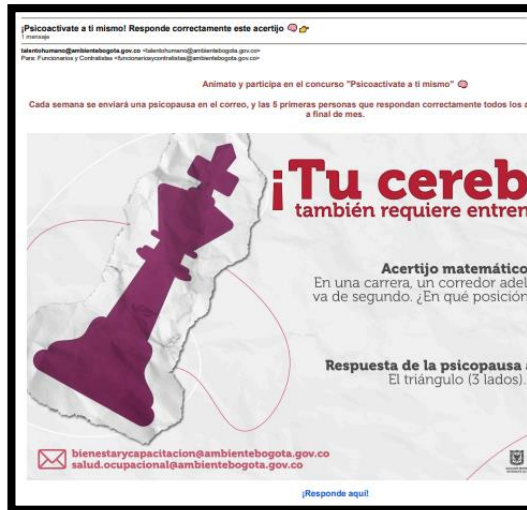 ¡Psicoactívate a ti mismo! Responde correctamente este acertijo 🧠👉
1 mensaje
talentohumano@ambientebogota.gov.co <talentohumano@ambientebogota.gov.co>
Para: Funcionarios y Contratistas <funcionariosycontratistas@ambientebogota.gov.co>
Anímate y participa en el concurso "Psicoactívate a ti mismo" 🧠
Cada semana se enviará una psicopausa en el correo, y las 5 primeras personas que respondan correctamente todos los a
a final de mes.
¡Tu cereb
también requiere entren
Acertijo matemático
En una carrera, un corredor adel
va de segundo. ¿En qué posición
Respuesta de la psicopausa a
El triángulo (3 lados).
bienestarycapacitacion@ambientebogota.gov.co
salud.ocupacional@ambientebogota.gov.co
¡Responde aquí!